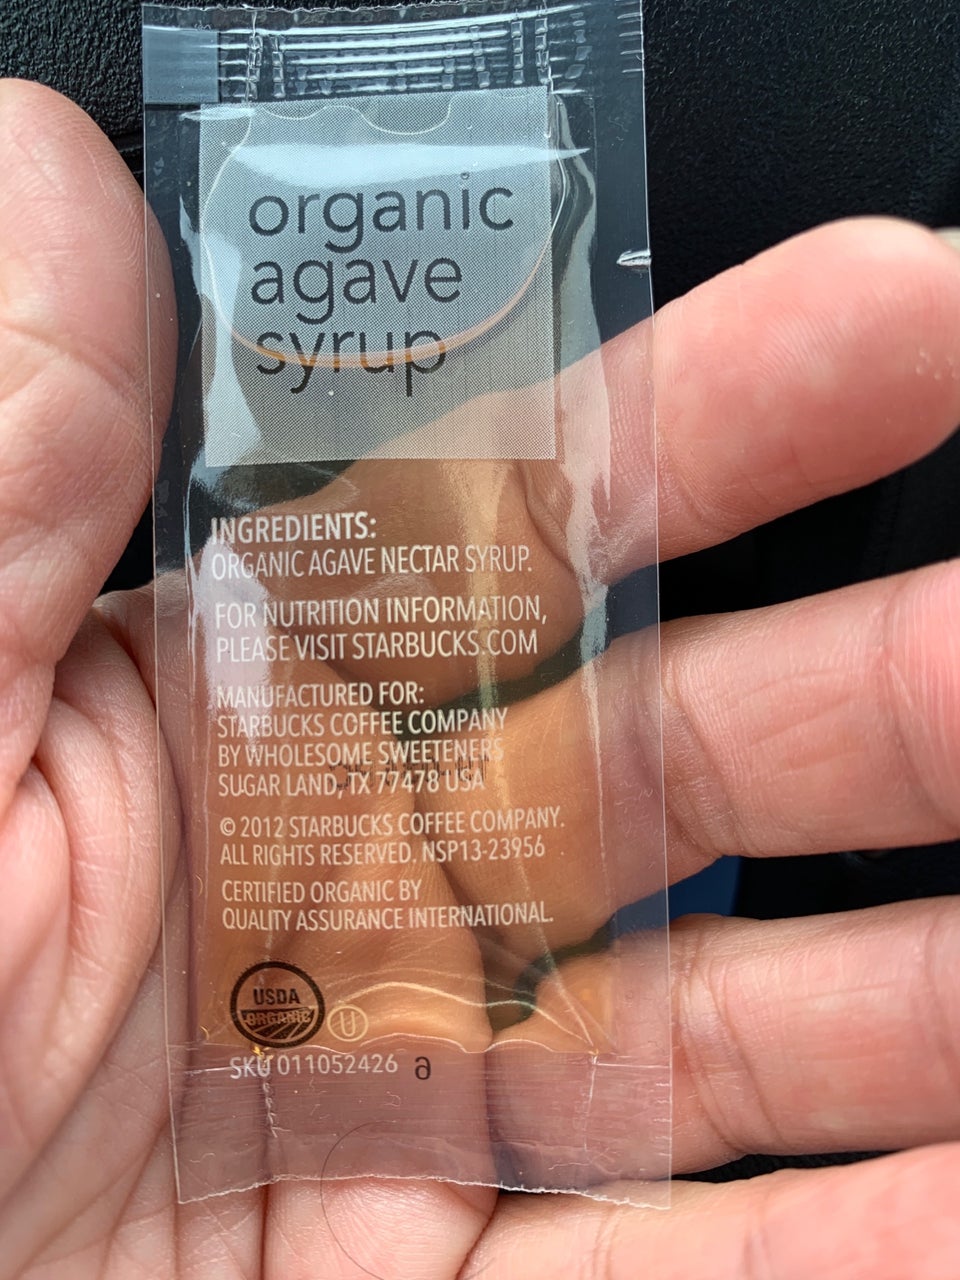 organic
agave
syrup
INGREDIENTS:
ORGANIC AGAVE NECTAR SYRUP.
FOR NUTRITION INFORMATION,
PLEASE VISIT STARBUCKS.COM
MANUFACTURED FOR:
STARBUCKS COFFEE COMPANY
BY WHOLESOME SWEETENERS
SUGAR LAND, TX 77478 USA
© 2012 STARBUCKS COFFEE COMPANY.
ALL RIGHTS RESERVED. NSP13-23956
CERTIFIED ORGANIC BY
QUALITY ASSURANCE INTERNATIONAL.
USDA
ORGANIC
U
SKU 011052426